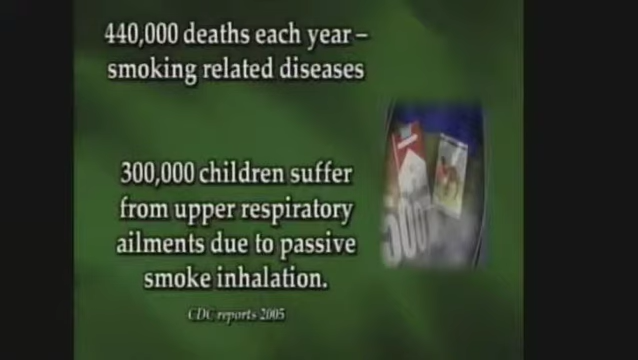 440,000 deaths each year –
smoking related diseases
300,000 children suffer
from upper respiratory
ailments due to passive
smoke inhalation.
CDC reports 2005
500